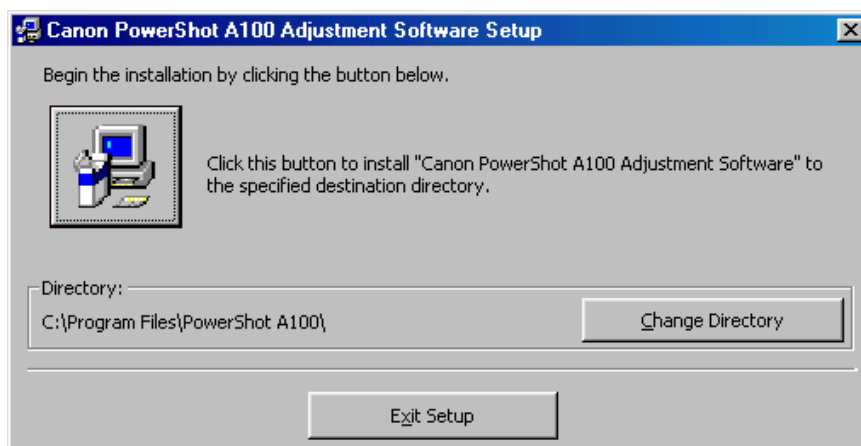 Canon PowerShot A100 Adjustment Software Setup
Begin the installation by clicking the button below.
Click this button to install "Canon PowerShot A100 Adjustment Software" to
the specified destination directory.
Directory:
C:\Program Files\PowerShot A100\
Change Directory
Exit Setup